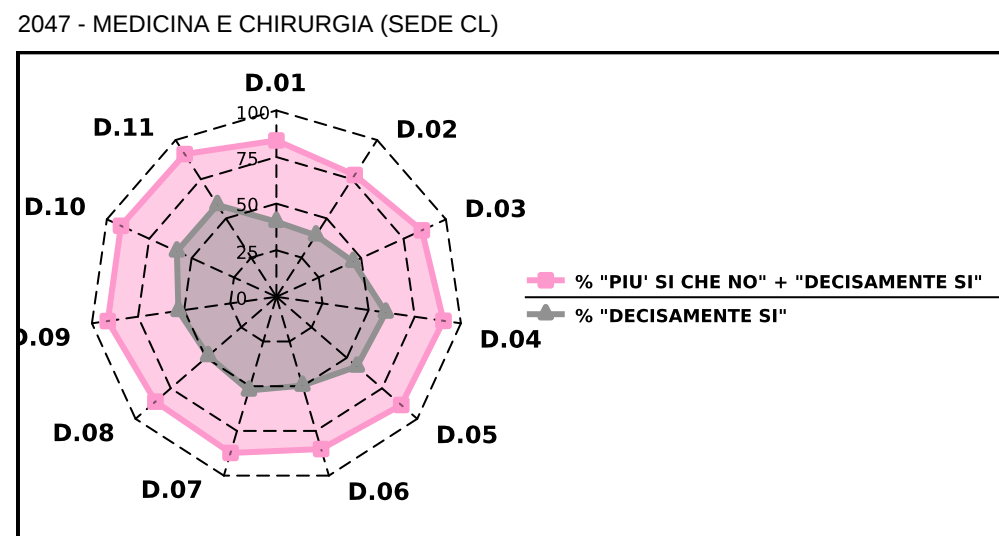 2047 - MEDICINA E CHIRURGIA (SEDE CL)
D.01
D.11
D.02
100
75
50
25
0
D.10
D.03
D.09
D.04
D.08
D.05
D.07
D.06
% "PIU' SI CHE NO" + "DECISAMENTE SI"
% "DECISAMENTE SI"